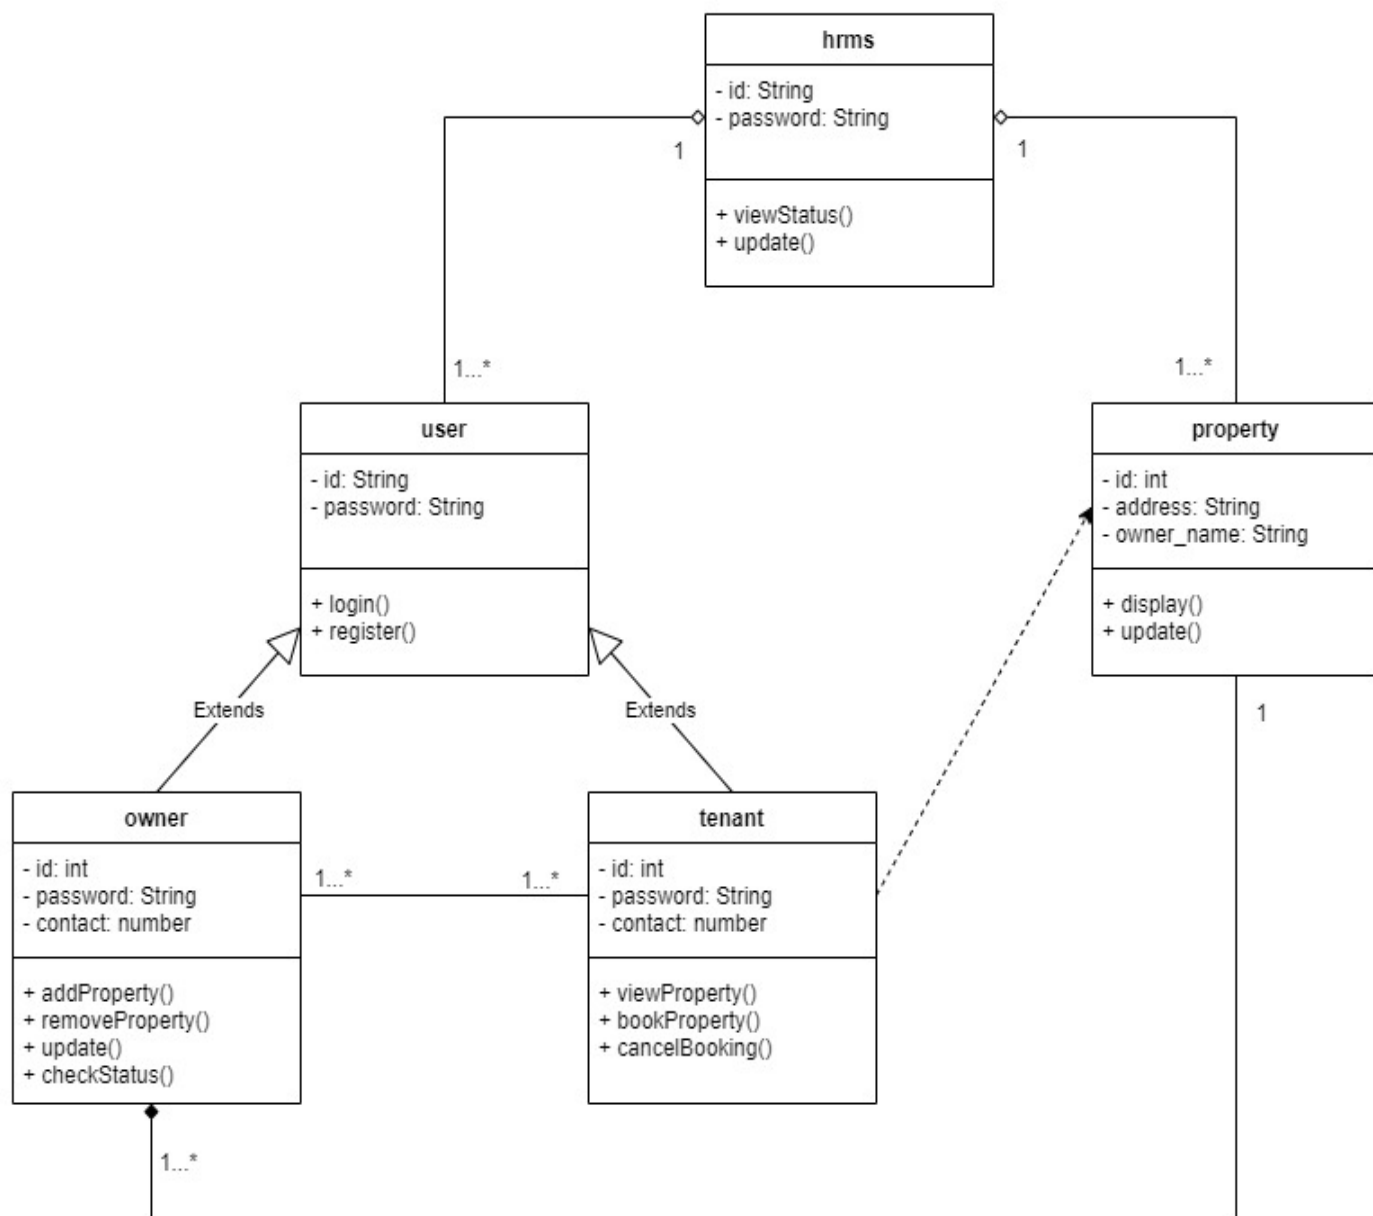 hrms
- id: String
- password: String
+ viewStatus()
+ update()
1
1
1...*
1...*
user
- id: String
- password: String
+ login()
+ register()
property
- id: int
- address: String
- owner_name: String
+ display()
+ update()
Extends
Extends
1
owner
- id: int
- password: String
- contact: number
+ addProperty()
+ removeProperty()
+ update()
+ checkStatus()
1...*
1...*
tenant
- id: int
- password: String
- contact: number
+ viewProperty()
+ bookProperty()
+ cancelBooking()
1...*